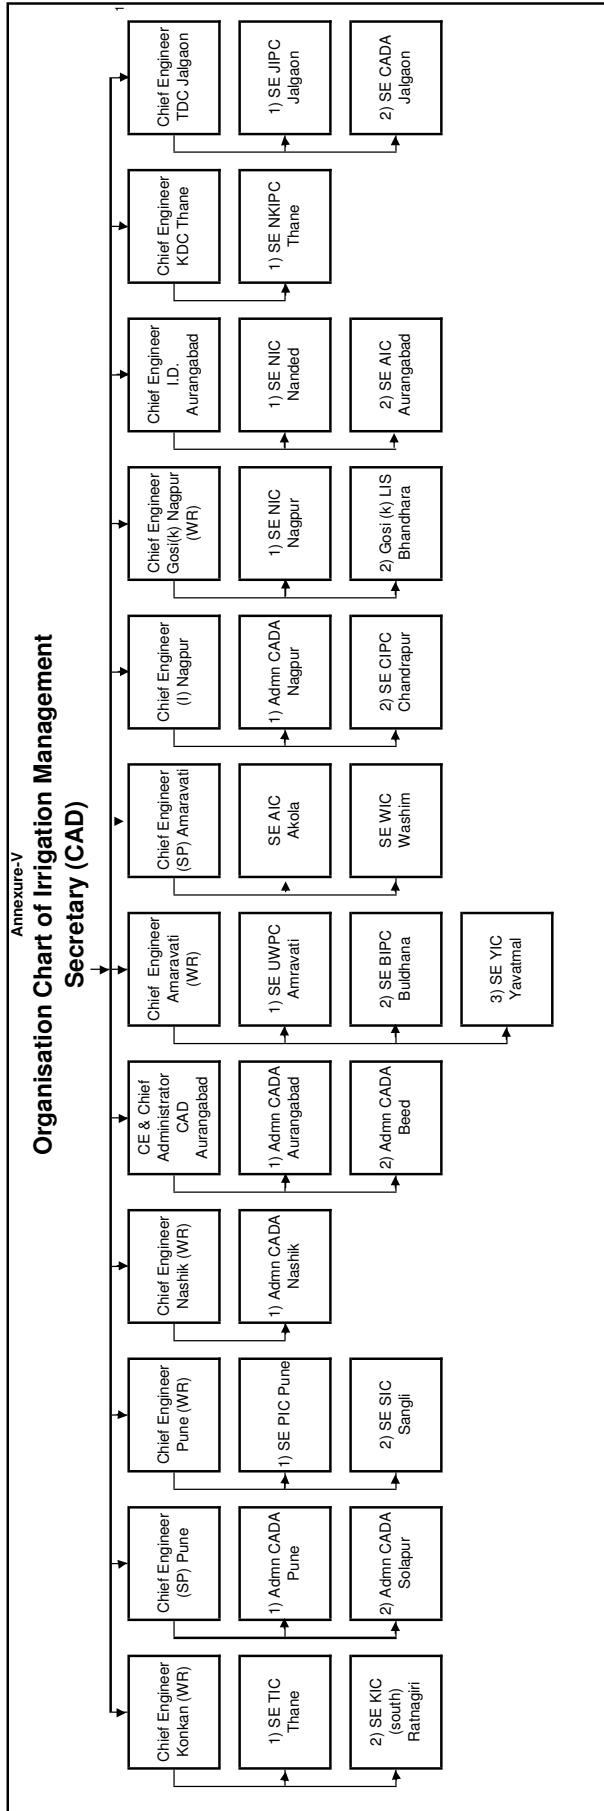 Annexure-V
Organisation Chart of Irrigation Management
Secretary (CAD)
Chief Engineer
Konkan (WR)
1) SE TIC
Thane
2) SE KIC
(south)
Ratnagiri
Chief Engineer
(SP) Pune
1) Admn CADA
Pune
2) Admn CADA
Solapur
Chief Engineer
Pune (WR)
1) SE PIC Pune
2) SE SIC
Sangli
Chief Engineer
Nashik (WR)
1) Admn CADA
Nashik
CE & Chief
Administrator
CAD
Aurangabad
1) Admn CADA
Aurangabad
2) Admn CADA
Beed
Chief Engineer
Amaravati
(WR)
1) SE UWPC
Amravati
2) SE BIPC
Buldhana
3) SE YIC
Yavatmal
Chief Engineer
(SP) Amaravati
SE AIC
Akola
SE WIC
Washim
Chief Engineer
(I) Nagpur
1) Admn CADA
Nagpur
2) SE CIPC
Chandrapur
Chief Engineer
Gosi(k) Nagpur
(WR)
1) SE NIC
Nagpur
2) Gosi (k) LIS
Bhandhara
Chief Engineer
I.D.
Aurangabad
1) SE NIC
Nanded
2) SE AIC
Aurangabad
Chief Engineer
KDC Thane
1) SE NKIPC
Thane
Chief Engineer
TDC Jalgaon
1) SE JIPC
Jalgaon
2) SE CADA
Jalgaon
1